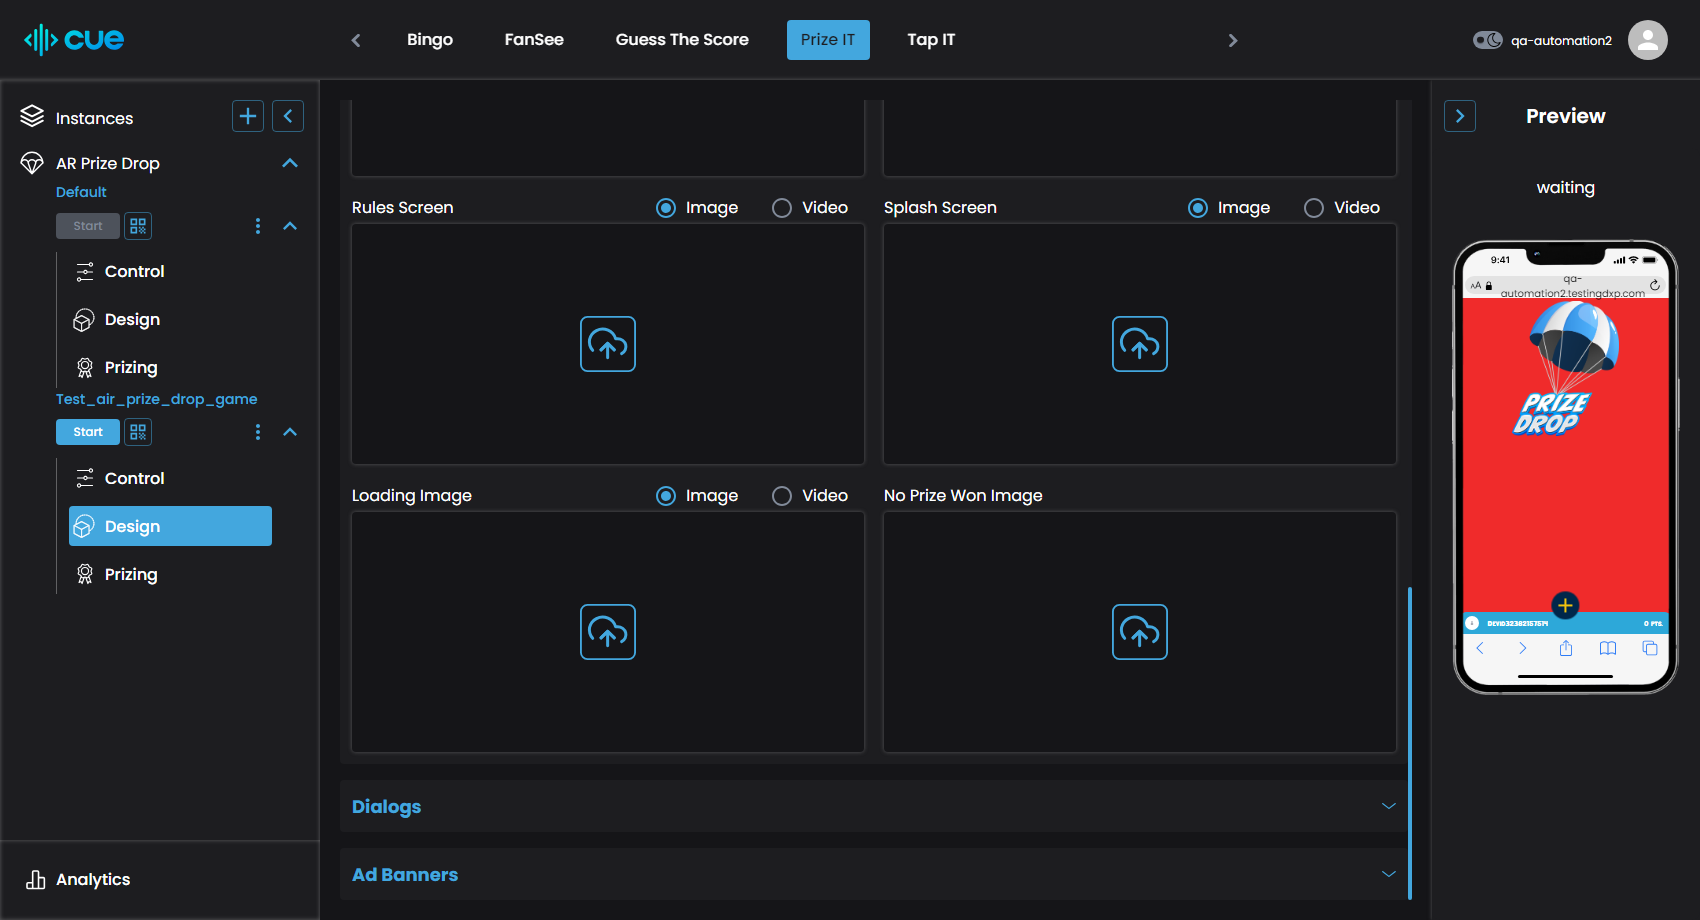 cue
Bingo
FanSee
Guess The Score
Prize IT
Tap IT
qa-automation2
Instances
AR Prize Drop
Default
Start
Control
Design
Prizing
Test_air_prize_drop_game
Start
Control
Design
Prizing
Analytics
Rules Screen
Image
Video
Splash Screen
Image
Video
Loading Image
Image
Video
No Prize Won Image
Dialogs
Ad Banners
Preview
waiting
9:41
AA
qa-
automation2.testingdxp.com
PRIZE
DROP
0 PTS.